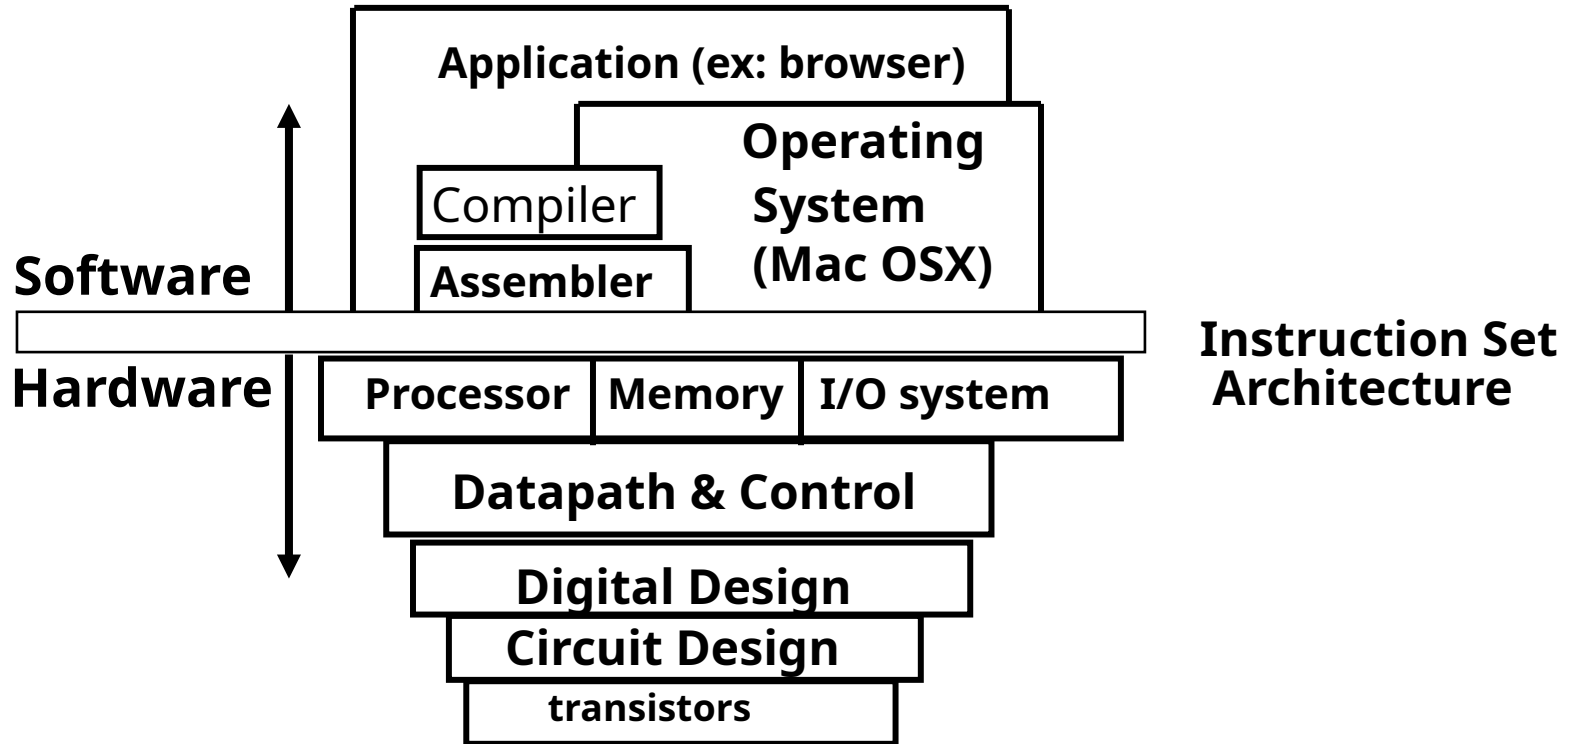 Application (ex: browser)
Operating
Compiler
System
(Mac OSX)
Software
Assembler
Instruction Set
Hardware
Processor
Memory
I/O system
Architecture
Datapath & Control
Digital Design
Circuit Design
transistors